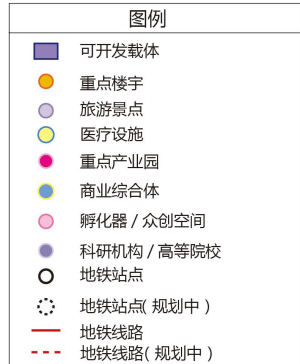 图例
可开发载体
重点楼宇
旅游景点
医疗设施
重点产业园
商业综合体
孵化器 / 众创空间
科研机构 / 高等院校
地铁站点
地铁站点( 规划中 )
地铁线路
地铁线路( 规划中 )